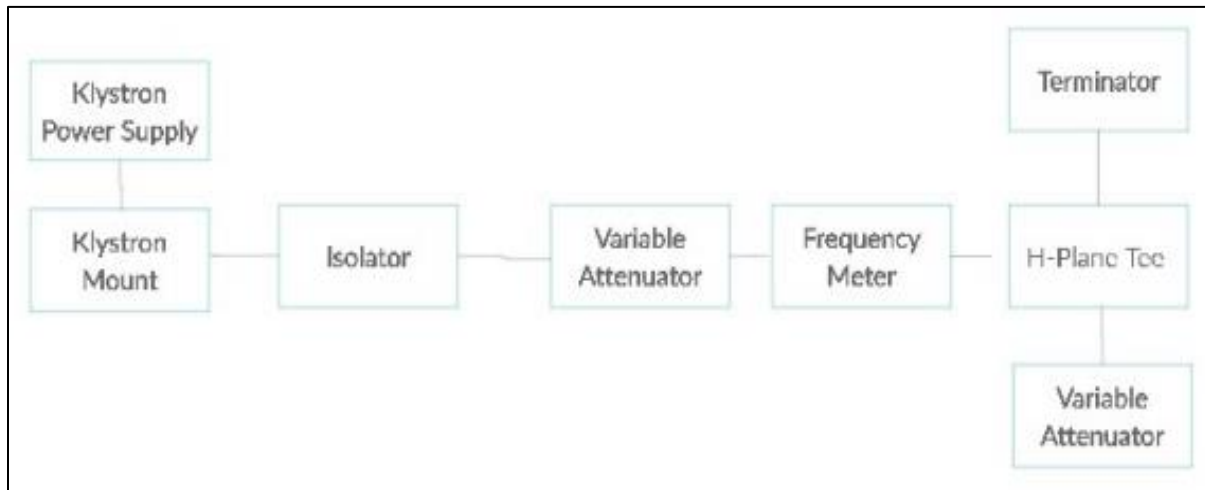 Klystron
Power Supply
Klystron
Mount
Isolator
Variable
Attenuator
Frequency
Meter
Terminator
H-Plane Tee
Variable
Attenuator